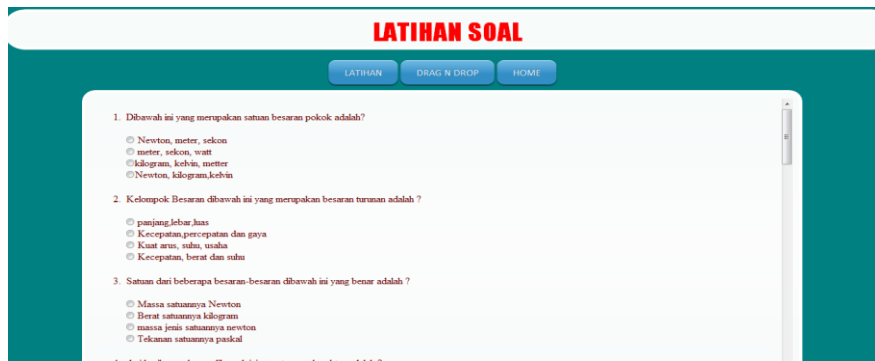 LATIHAN SOAL
LATIHAN DRAG N DROP HOME
1. Dibawah ini yang merupakan satuan besaran pokok adalah?
Newton, meter, sekon
meter, sekon, watt
kilogram, kelvin, metter
Newton, kilogram,kelvin
2. Kelompok Besaran dibawah ini yang merupakan besaran turunan adalah ?
panjang,lebar,luas
Kecepatan,percepatan dan gaya
Kuat arus, suhu, usaha
Kecepatan, berat dan suhu
3. Satuan dari beberapa besaran-besaran dibawah ini yang benar adalah ?
Massa satuannya Newton
Berat satuannya kilogram
massa jenis satuannya newton
Tekanan satuannya paskal